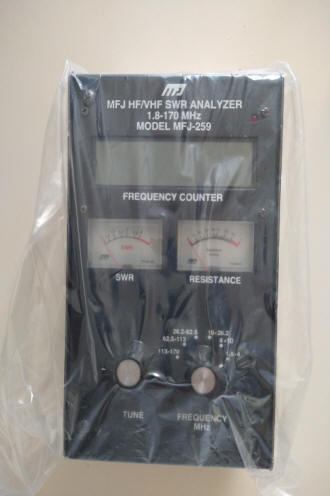 MFJ
MFJ HF/VHF SWR ANALYZER
1.8-170 MHz
MODEL MFJ-259
FREQUENCY COUNTER
SWR
SWR
RESISTANCE
26.2-62.5
10-26.2
62.5-113
4-10
113-170
1.8-4
TUNE
FREQUENCY
MHz